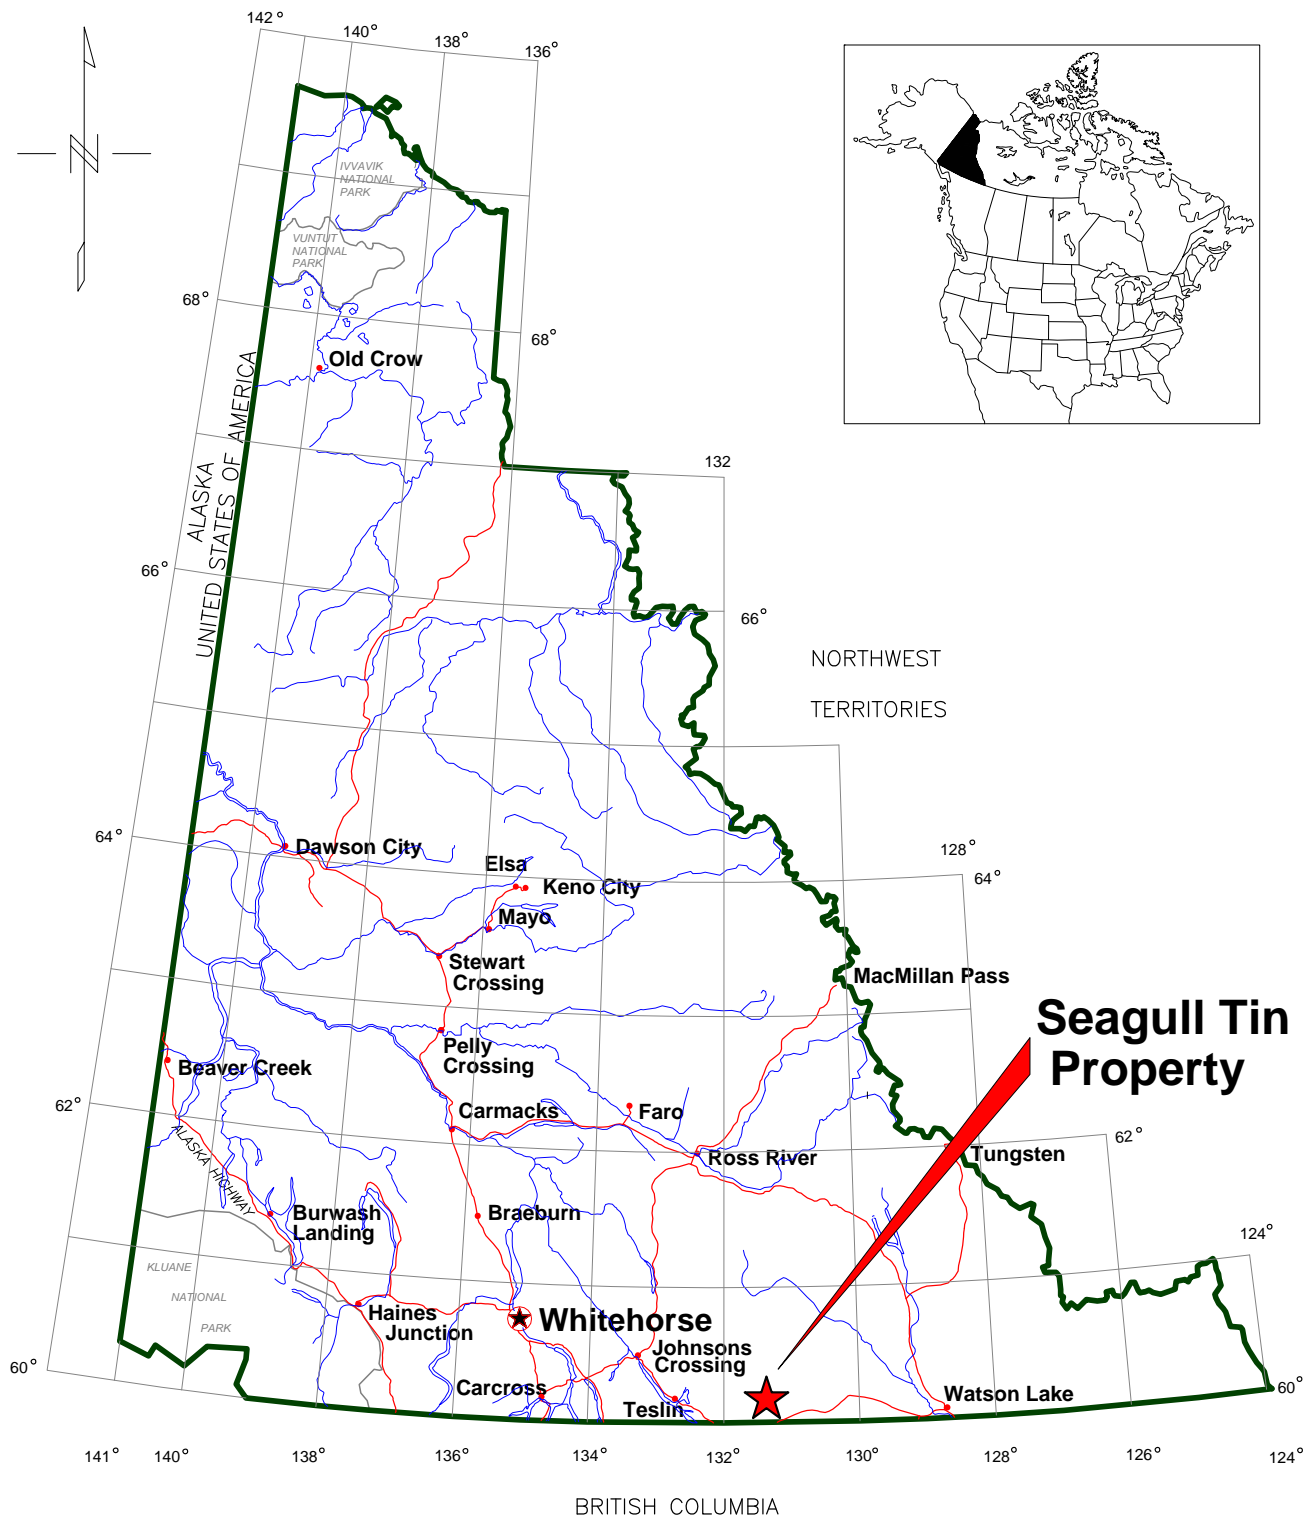 142°
140°
138°
136°
N
IVVAVIK
NATIONAL
PARK
VUNTUT
NATIONAL
PARK
68°
68°
Old Crow
ALASKA
UNITED STATES OF AMERICA
132
66°
66°
NORTHWEST
TERRITORIES
64°
Dawson City
128°
64°
Elsa
Keno City
Mayo
Stewart
Crossing
MacMillan Pass
Seagull Tin
Property
Pelly
Crossing
Beaver Creek
62°
Carmacks
Faro
62°
ALASKA HIGHWAY
Ross River
Tungsten
Burwash
Landing
Braeburn
124°
KLUANE
NATIONAL
PARK
Haines
Junction
Whitehorse
Johnsons
Crossing
60°
Carcross
Teslin
Watson Lake
60°
141°
140°
138°
136°
134°
132°
130°
128°
126°
124°
BRITISH COLUMBIA